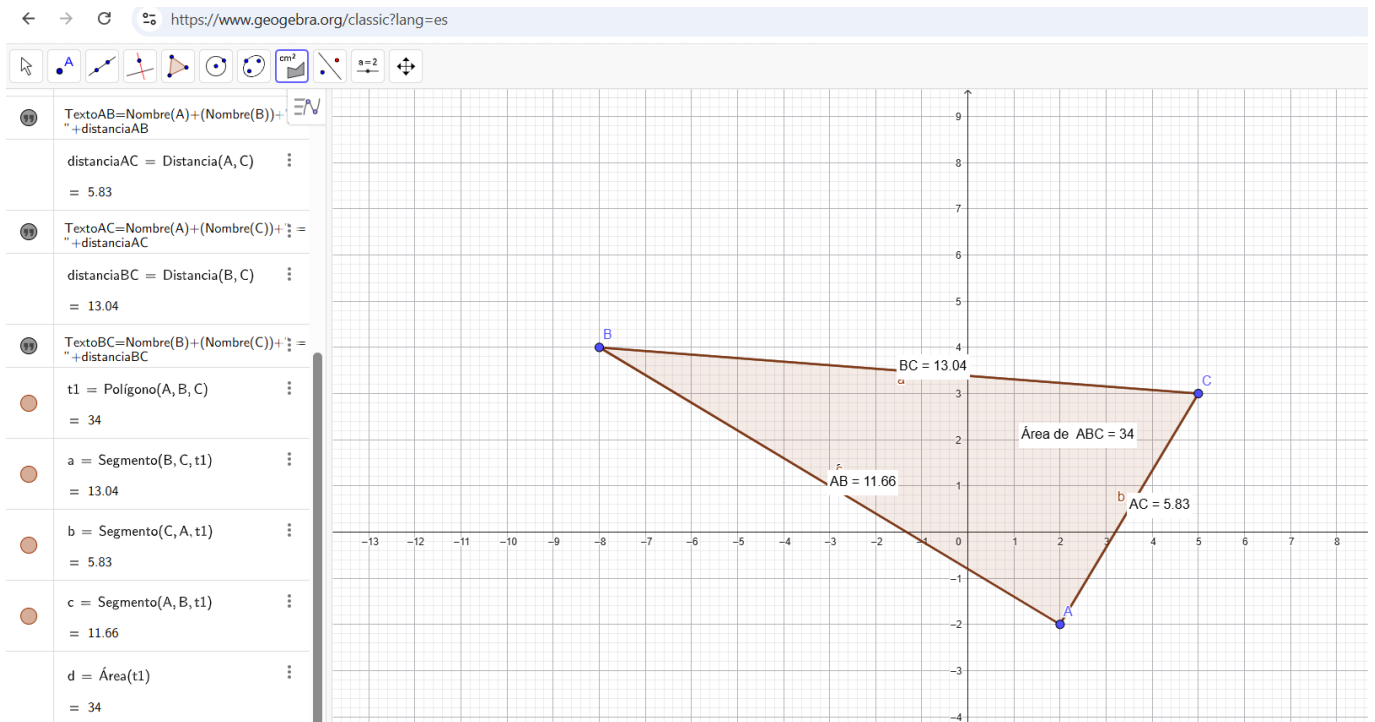 https://www.geogebra.org/classic?lang=es
A
cm²
a=2
TextoAB=Nombre(A)+(Nombre(B))+"
"+distanciaAB
distanciaAC = Distancia(A, C)
= 5.83
TextoAC=Nombre(A)+(Nombre(C))+" =
"+distanciaAC
distanciaBC = Distancia(B, C)
= 13.04
TextoBC=Nombre(B)+(Nombre(C))+" =
"+distanciaBC
t1 = Polígono(A, B, C)
= 34
a = Segmento(B, C, t1)
= 13.04
b = Segmento(C, A, t1)
= 5.83
c = Segmento(A, B, t1)
= 11.66
d = Área(t1)
= 34
9
8
7
6
5
4
3
2
1
B
BC = 13.04
a
C
Área de ABC = 34
AB = 11.66
b
AC = 5.83
−13 −12 −11 −10 −9 −8 −7 −6 −5 −4 −3 −2 −1 0 1 2 3 4 5 6 7 8
−1
A
−2
−3
−4